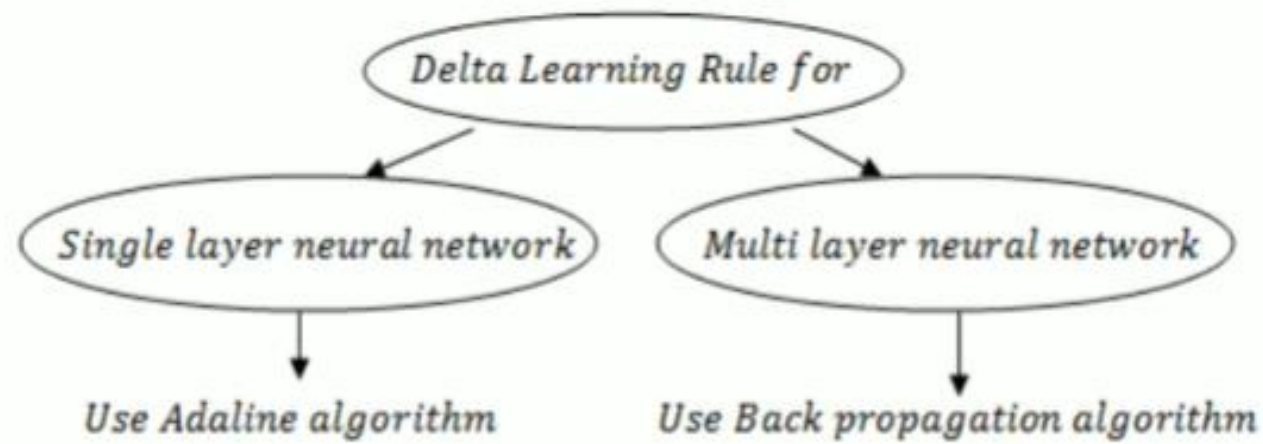 Delta Learning Rule for
Single layer neural network
Multi layer neural network
Use Adaline algorithm
Use Back propagation algorithm